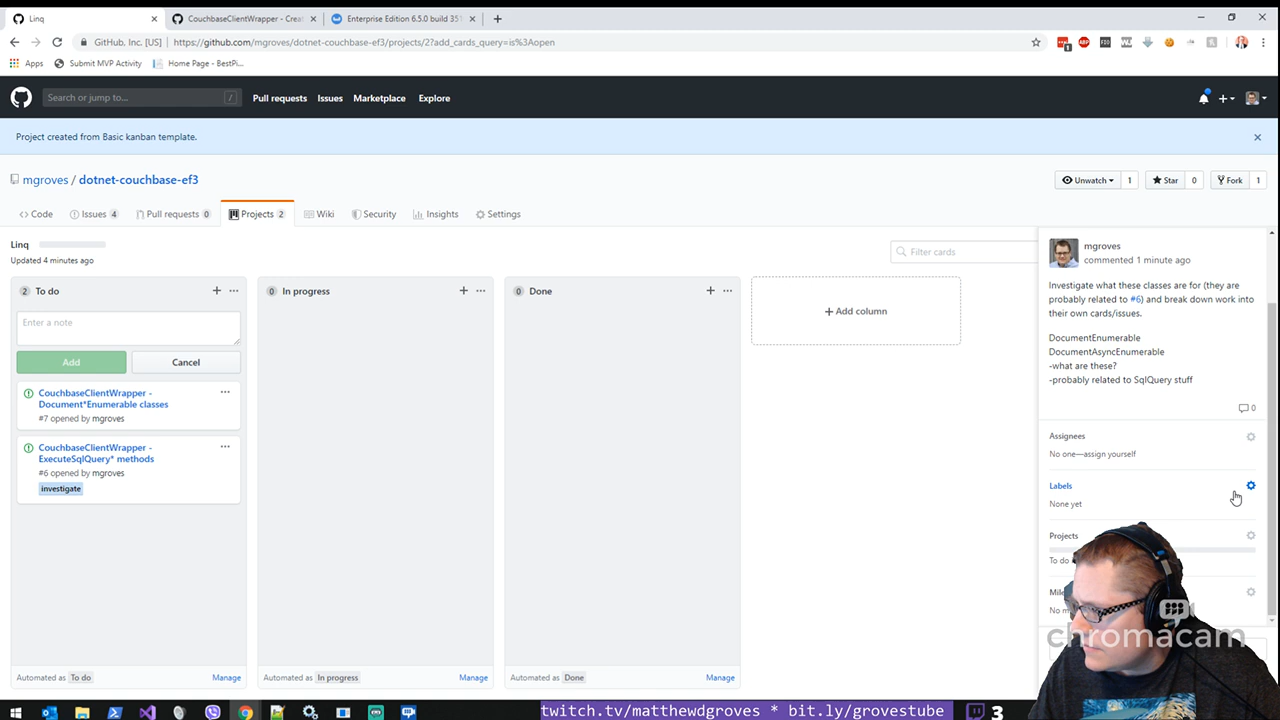 Linq
CouchbaseClientWrapper - Crea
Enterprise Edition 6.5.0 build 351
GitHub, Inc. [US]
https://github.com/mgroves/dotnet-couchbase-ef3/projects/2?add_cards_query=is%3Aopen
Apps
Submit MVP Activity
Home Page - BestPi...
Search or jump to...
/
Pull requests
Issues
Marketplace
Explore
Project created from Basic kanban template.
mgroves / dotnet-couchbase-ef3
Unwatch 1
Star 0
Fork 1
Code
Issues 4
Pull requests 0
Projects 2
Wiki
Security
Insights
Settings
Linq
Updated 4 minutes ago
Filter cards
2 To do
Enter a note
Add
Cancel
CouchbaseClientWrapper -
Document*Enumerable classes
#7 opened by mgroves
CouchbaseClientWrapper -
ExecuteSqlQuery* methods
#6 opened by mgroves
investigate
Automated as To do
Manage
0 In progress
Automated as In progress
Manage
0 Done
Automated as Done
Manage
+ Add column
mgroves
commented 1 minute ago
Investigate what these classes are for (they are
probably related to #6) and break down work into
their own cards/issues.
DocumentEnumerable
DocumentAsyncEnumerable
-what are these?
-probably related to SqlQuery stuff
0
Assignees
No one—assign yourself
Labels
None yet
Projects
To do
chromacam
twitch.tv/matthewdgroves * bit.ly/grovestube
3